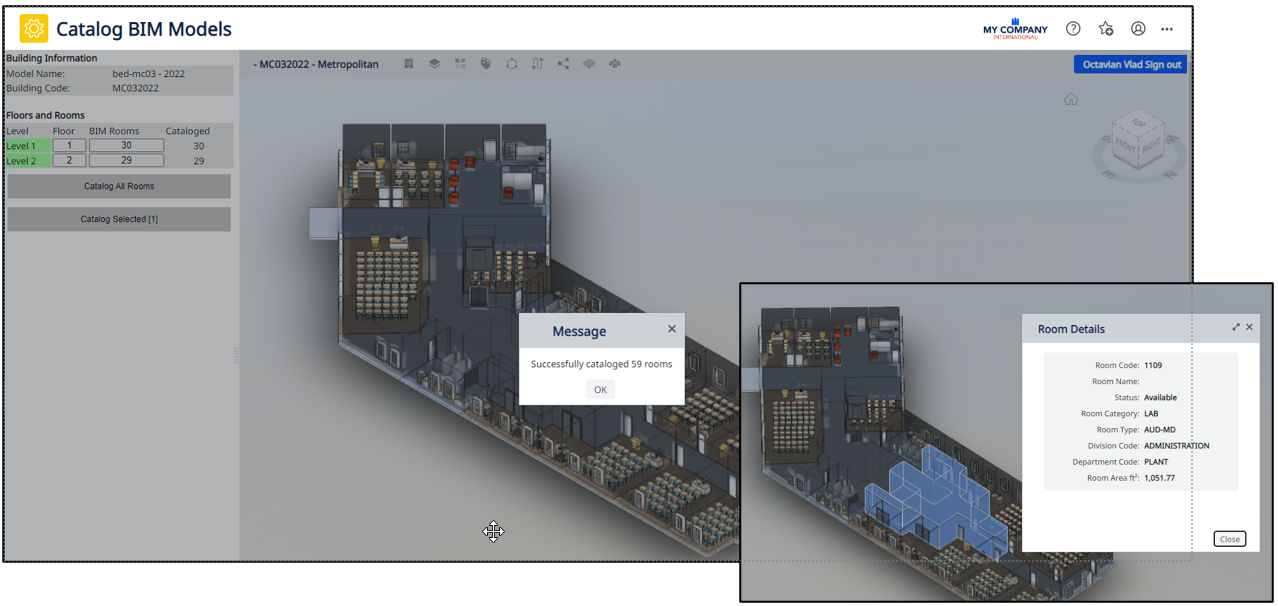 Catalog BIM Models
MY COMPANY
INTERNATIONAL
Building Information
Model Name: bed-mc03 - 2022
Building Code: MC032022
Floors and Rooms
Level Floor BIM Rooms Cataloged
Level 1 1 30 30
Level 2 2 29 29
Catalog All Rooms
Catalog Selected [1]
- MC032022 - Metropolitan
Octavian Vlad Sign out
TOP
FRONT RIGHT
Message
Successfully cataloged 59 rooms
OK
Room Details
Room Code: 1109
Room Name:
Status: Available
Room Category: LAB
Room Type: AUD-MD
Division Code: ADMINISTRATION
Department Code: PLANT
Room Area ft²: 1,051.77
Close